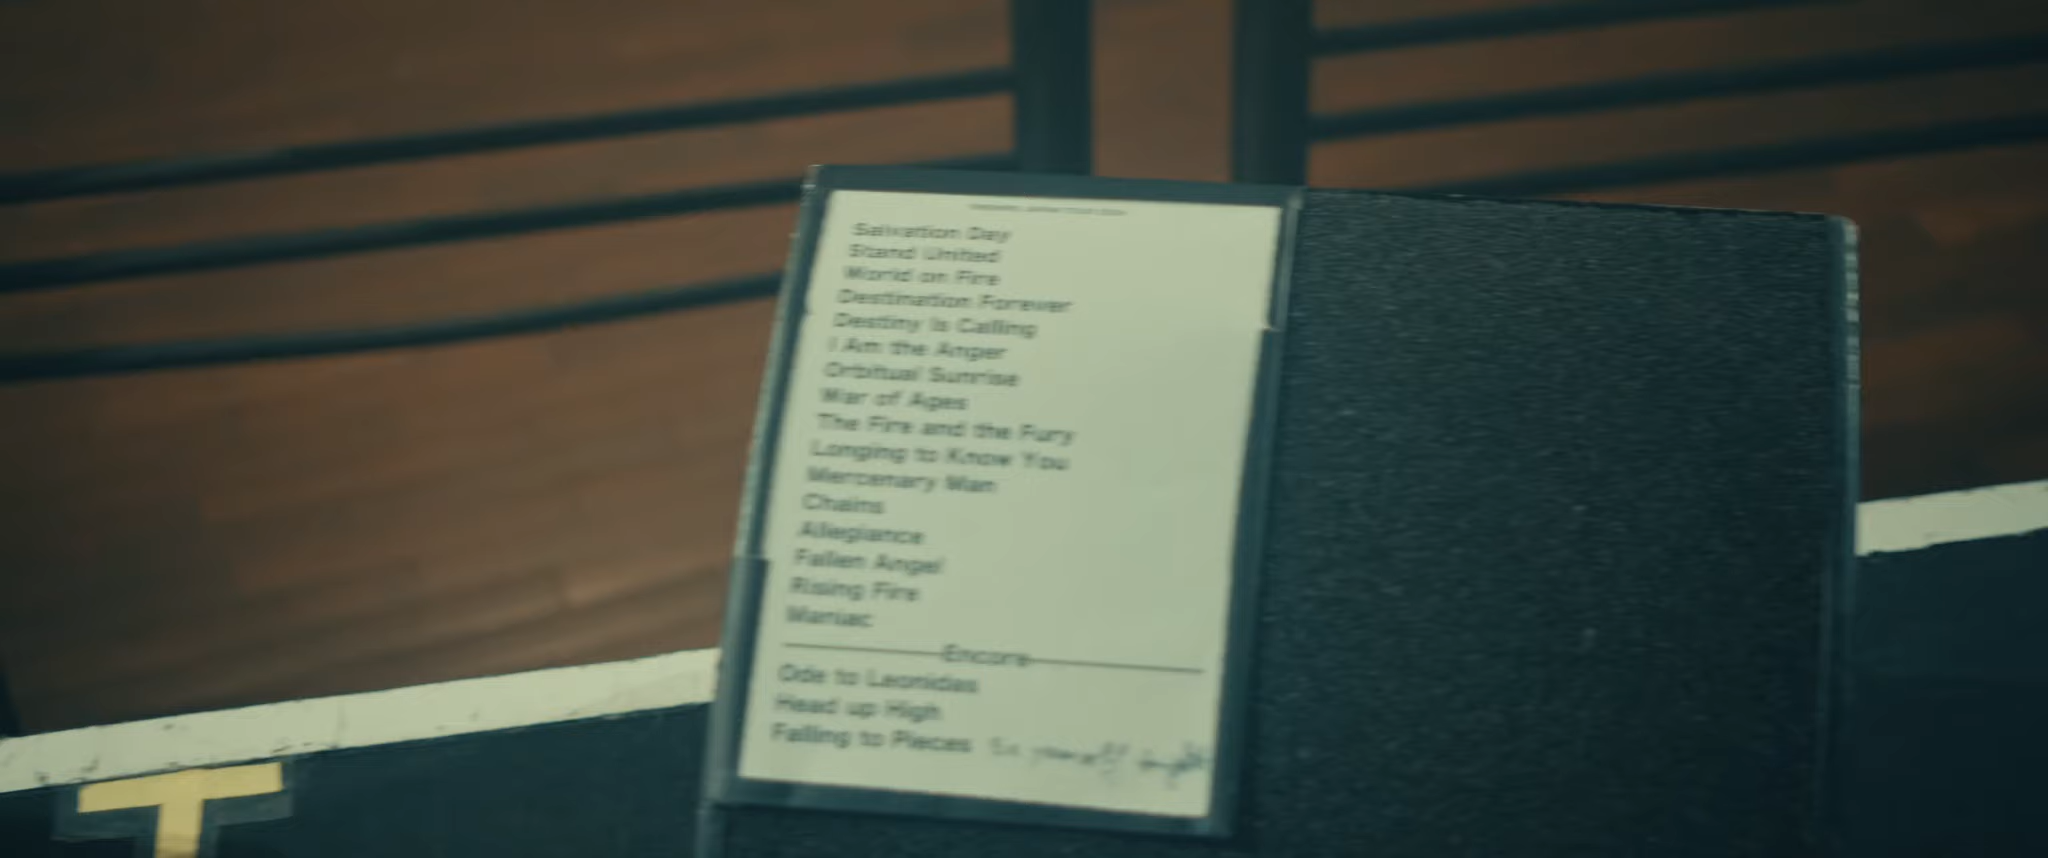 Salvation Day
Stand United
World on Fire
Destination Forever
Destiny Is Calling
I Am the Anger
Orbitual Sunrise
War of Ages
The Fire and the Fury
Longing to Know You
Mercenary Man
Chains
Allegiance
Fallen Angel
Rising Fire
Maniac
Encore
Ode to Leonidas
Head up High
Falling to Pieces
T